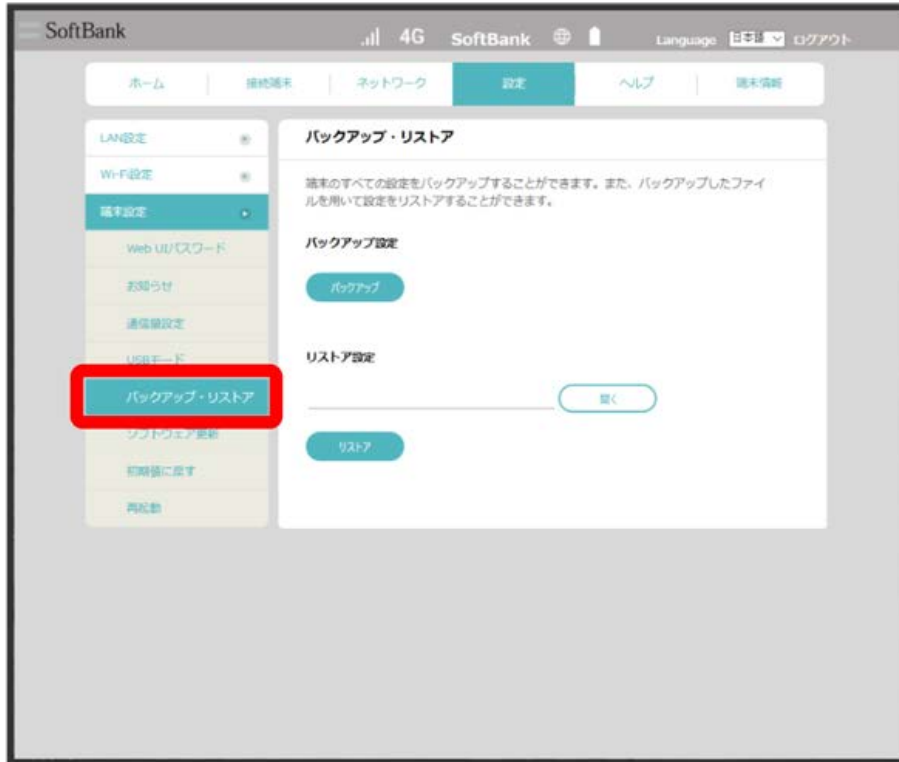 SoftBank
4G SoftBank
Language 日本語 ログアウト
ホーム 接続端末 ネットワーク 設定 ヘルプ 端末情報
LAN設定
Wi-Fi設定
端末設定
Web UIパスワード
お知らせ
通信量設定
USBモード
バックアップ・リストア
ソフトウェア更新
初期値に戻す
再起動
バックアップ・リストア
端末のすべての設定をバックアップすることができます。また、バックアップしたファイ
ルを用いて設定をリストアすることができます。
バックアップ設定
バックアップ
リストア設定
開く
リストア